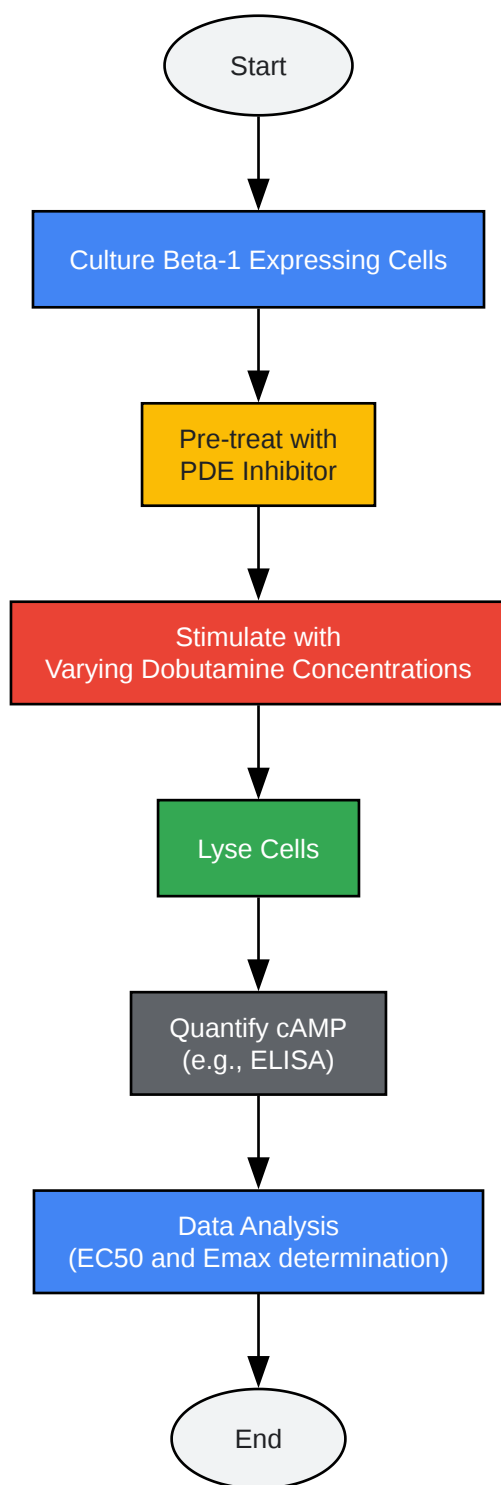 Start
Culture Beta-1 Expressing Cells
Pre-treat with
PDE Inhibitor
Stimulate with
Varying Dobutamine Concentrations
Lyse Cells
Quantify cAMP
(e.g., ELISA)
Data Analysis
(EC50 and Emax determination)
End